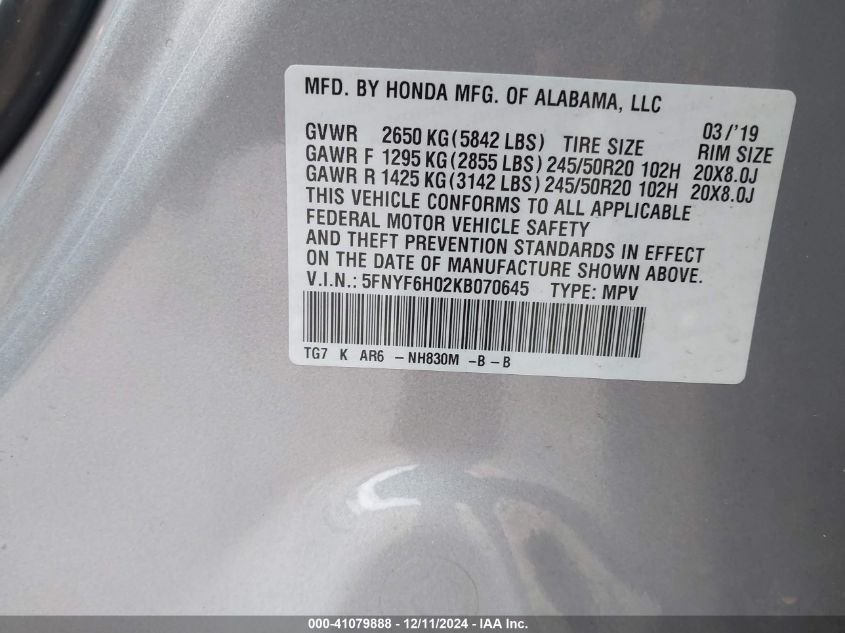 MFD. BY HONDA MFG. OF ALABAMA, LLC
03/'19
GVWR 2650 KG(5842 LBS) TIRE SIZE RIM SIZE
GAWR F 1295 KG(2855 LBS) 245/50R20 102H 20X8.0J
GAWR R 1425 KG(3142 LBS) 245/50R20 102H 20X8.0J
THIS VEHICLE CONFORMS TO ALL APPLICABLE
FEDERAL MOTOR VEHICLE SAFETY
AND THEFT PREVENTION STANDARDS IN EFFECT
ON THE DATE OF MANUFACTURE SHOWN ABOVE.
V.I.N.: 5FNYF6H02KB070645 TYPE: MPV
TG7 K AR6 - NH830M -B - B
000-41079888 - 12/11/2024 - IAA Inc.